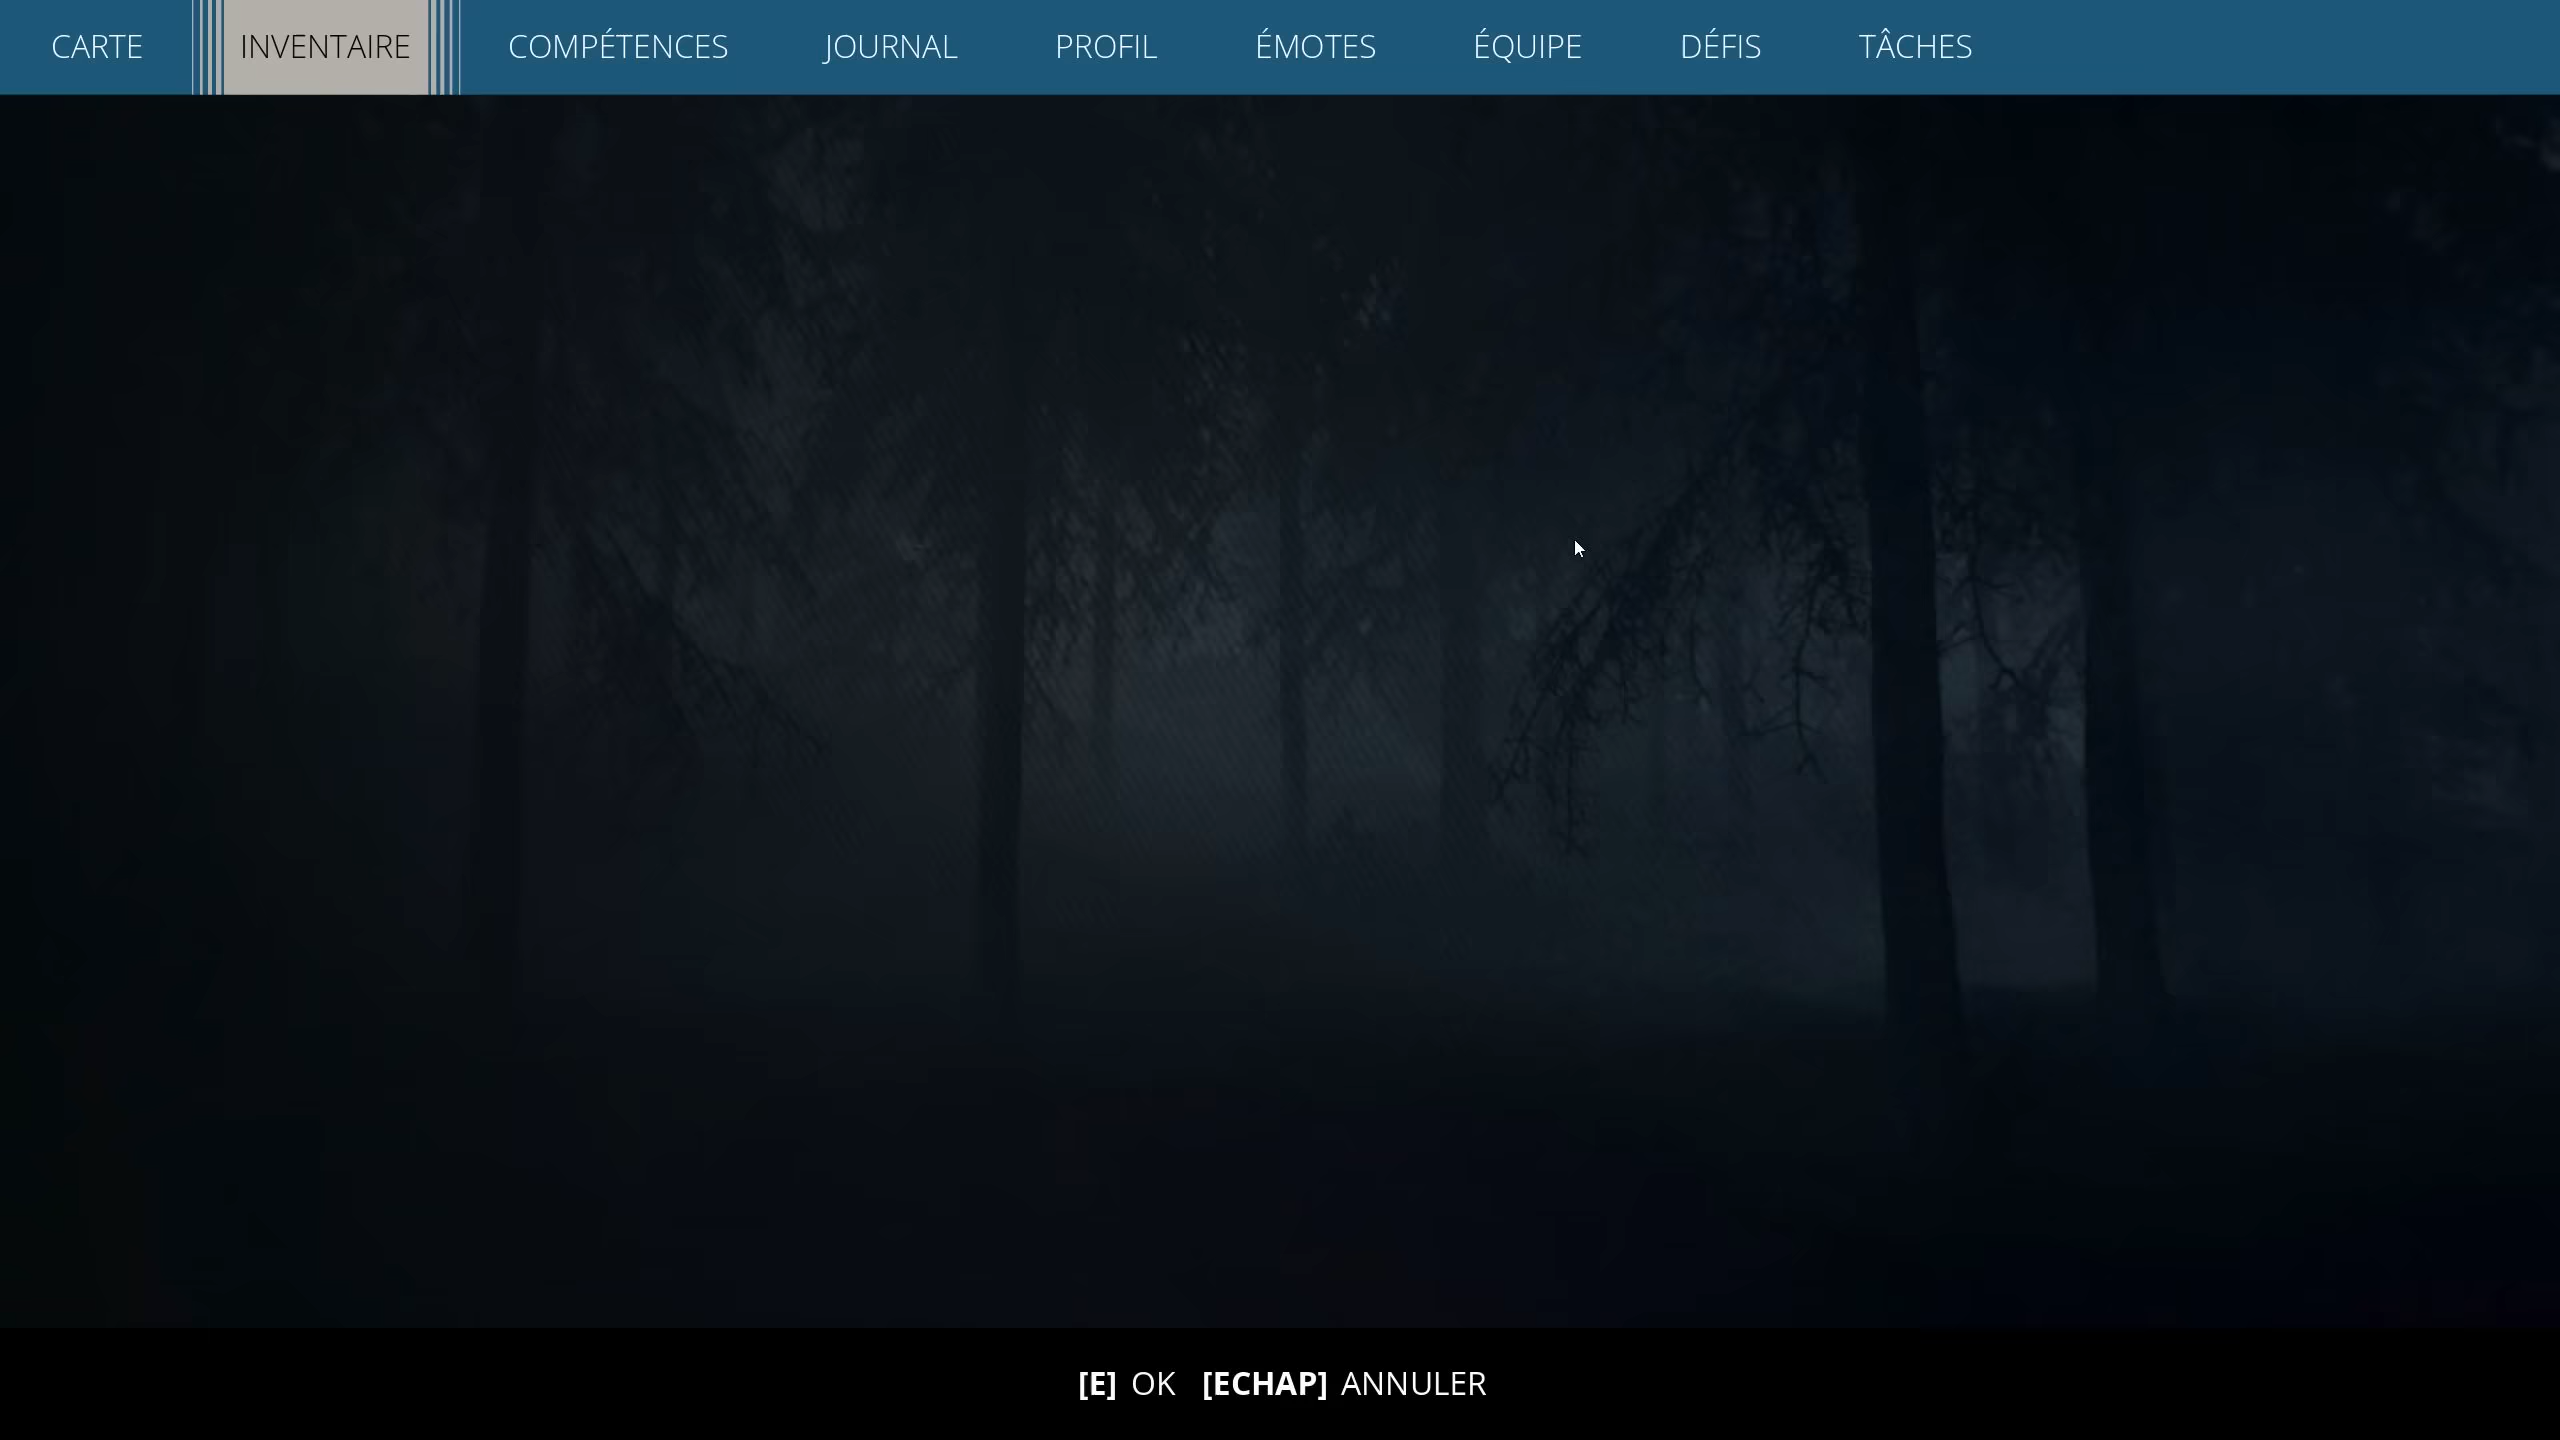 CARTE INVENTAIRE COMPÉTENCES JOURNAL PROFIL ÉMOTES ÉQUIPE DÉFIS TÂCHES
[E] OK [ECHAP] ANNULER